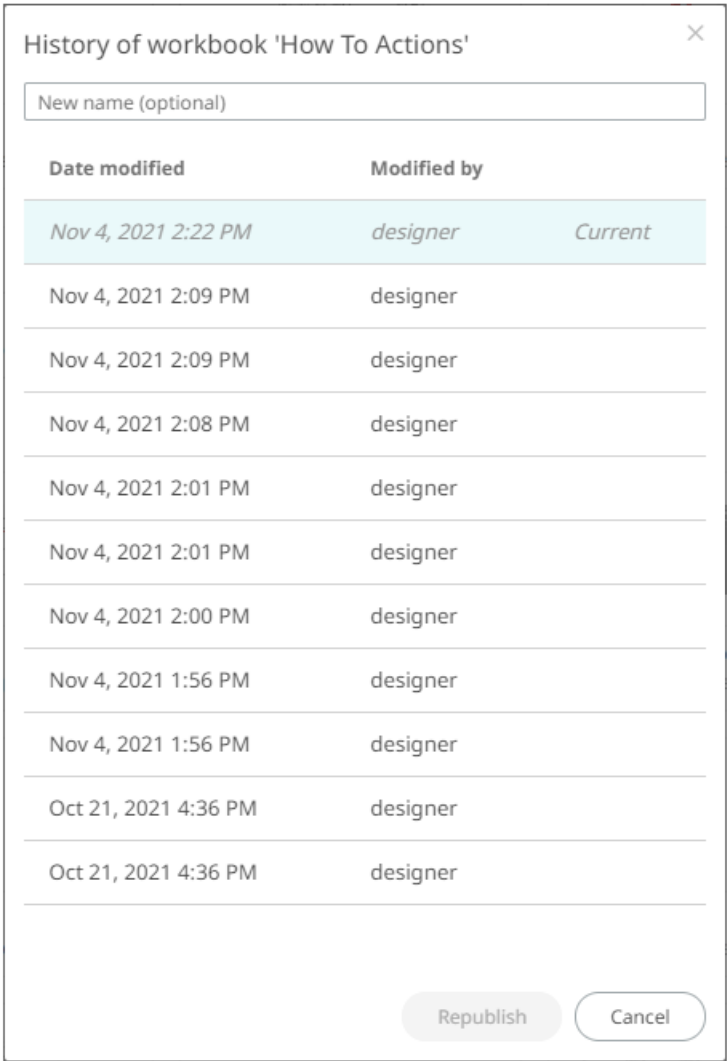 History of workbook 'How To Actions'
New name (optional)
Date modified Modified by
Nov 4, 2021 2:22 PM designer Current
Nov 4, 2021 2:09 PM designer
Nov 4, 2021 2:09 PM designer
Nov 4, 2021 2:08 PM designer
Nov 4, 2021 2:01 PM designer
Nov 4, 2021 2:01 PM designer
Nov 4, 2021 2:00 PM designer
Nov 4, 2021 1:56 PM designer
Nov 4, 2021 1:56 PM designer
Oct 21, 2021 4:36 PM designer
Oct 21, 2021 4:36 PM designer
Republish Cancel